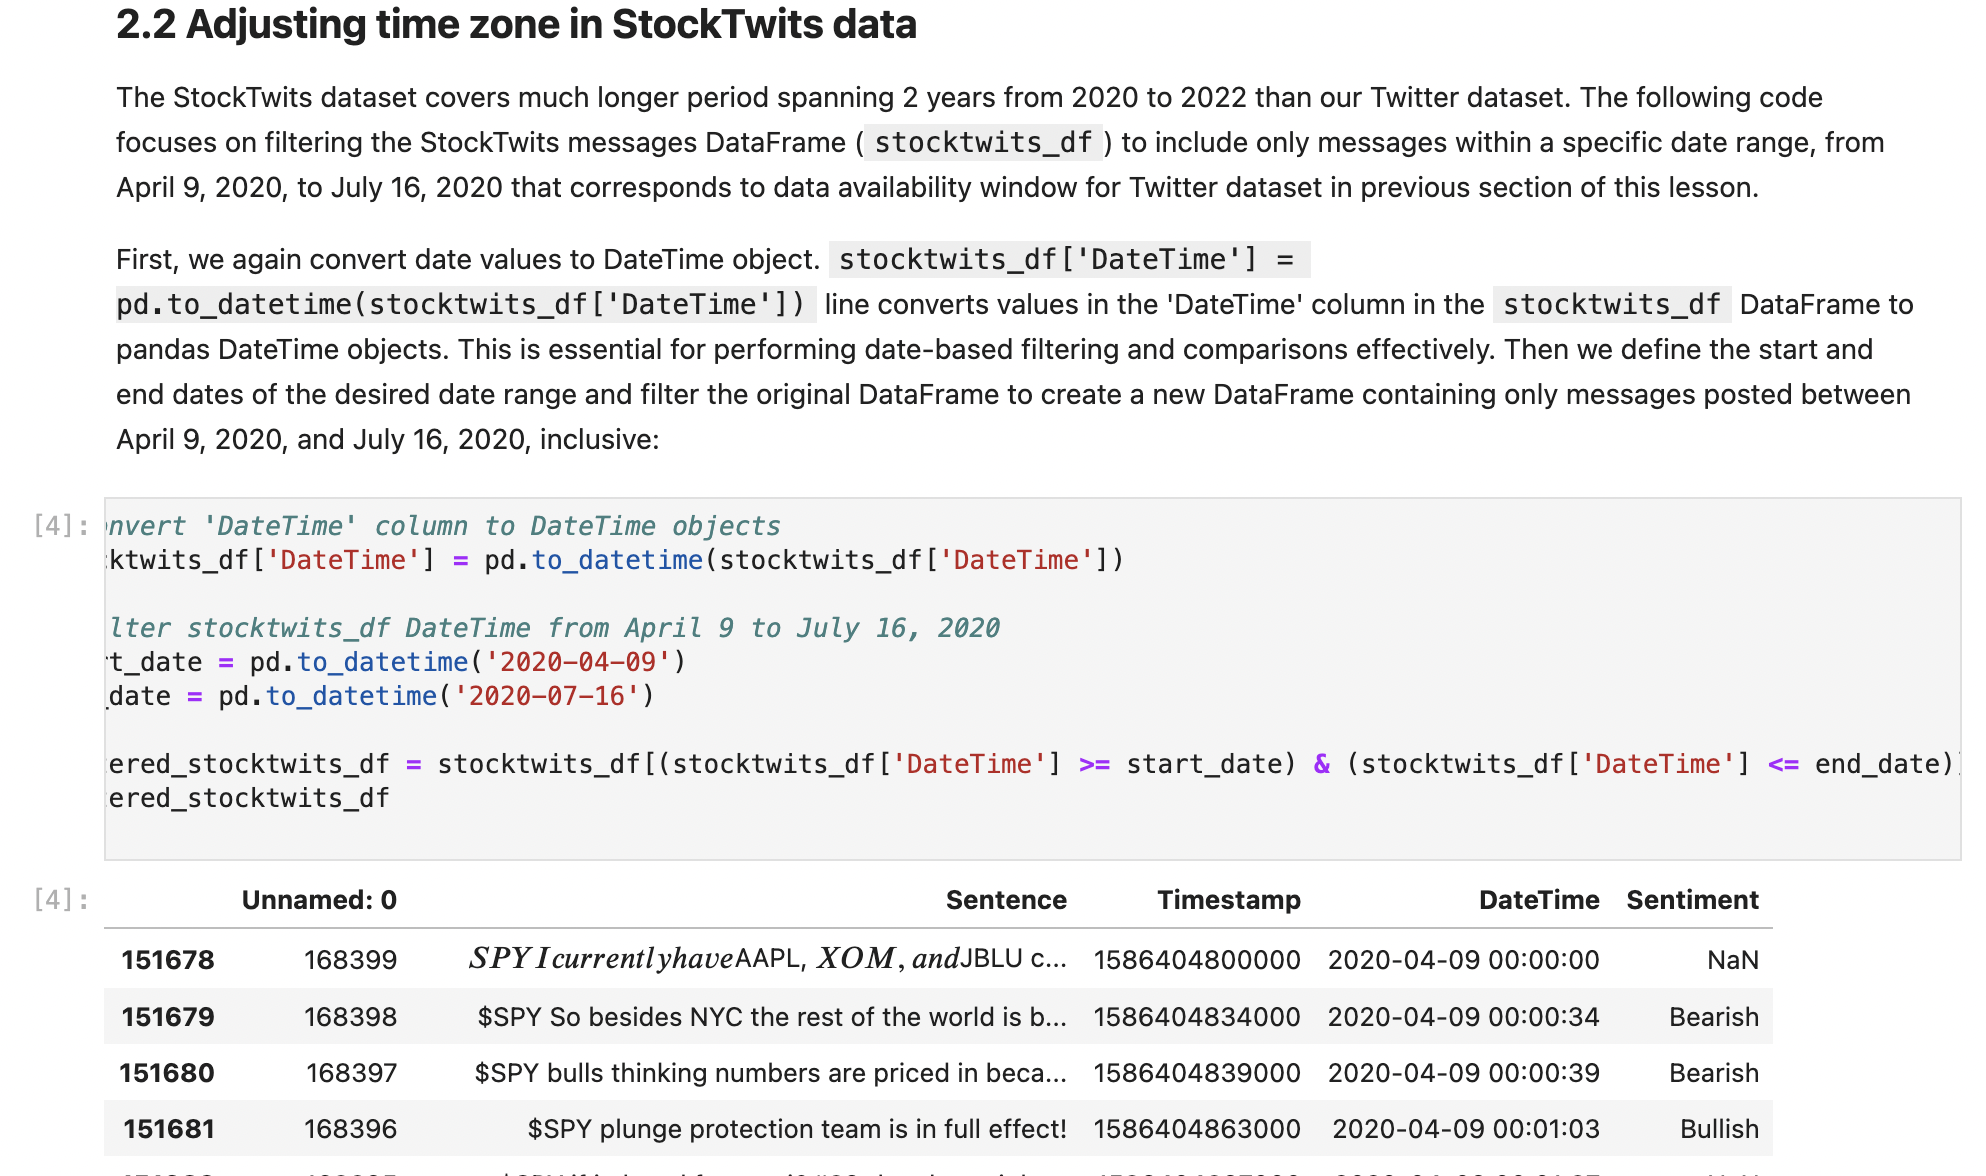 2.2 Adjusting time zone in StockTwits data
The StockTwits dataset covers much longer period spanning 2 years from 2020 to 2022 than our Twitter dataset. The following code
focuses on filtering the StockTwits messages DataFrame ( stocktwits_df ) to include only messages within a specific date range, from
April 9, 2020, to July 16, 2020 that corresponds to data availability window for Twitter dataset in previous section of this lesson.
First, we again convert date values to DateTime object. stocktwits_df['DateTime'] =
pd.to_datetime(stocktwits_df['DateTime']) line converts values in the 'DateTime' column in the stocktwits_df DataFrame to
pandas DateTime objects. This is essential for performing date-based filtering and comparisons effectively. Then we define the start and
end dates of the desired date range and filter the original DataFrame to create a new DataFrame containing only messages posted between
April 9, 2020, and July 16, 2020, inclusive:
[4]: nvert 'DateTime' column to DateTime objects
ktwits_df['DateTime'] = pd.to_datetime(stocktwits_df['DateTime'])
lter stocktwits_df DateTime from April 9 to July 16, 2020
t_date = pd.to_datetime('2020-04-09')
_date = pd.to_datetime('2020-07-16')
ered_stocktwits_df = stocktwits_df[(stocktwits_df['DateTime'] >= start_date) & (stocktwits_df['DateTime'] <= end_date)
ered_stocktwits_df
[4]: Unnamed: 0 Sentence Timestamp DateTime Sentiment
151678 168399 SPYIcurrentlyhaveAAPL, XOM,andJBLU c... 1586404800000 2020-04-09 00:00:00 NaN
151679 168398 $SPY So besides NYC the rest of the world is b... 1586404834000 2020-04-09 00:00:34 Bearish
151680 168397 $SPY bulls thinking numbers are priced in beca... 1586404839000 2020-04-09 00:00:39 Bearish
151681 168396 $SPY plunge protection team is in full effect! 1586404863000 2020-04-09 00:01:03 Bullish